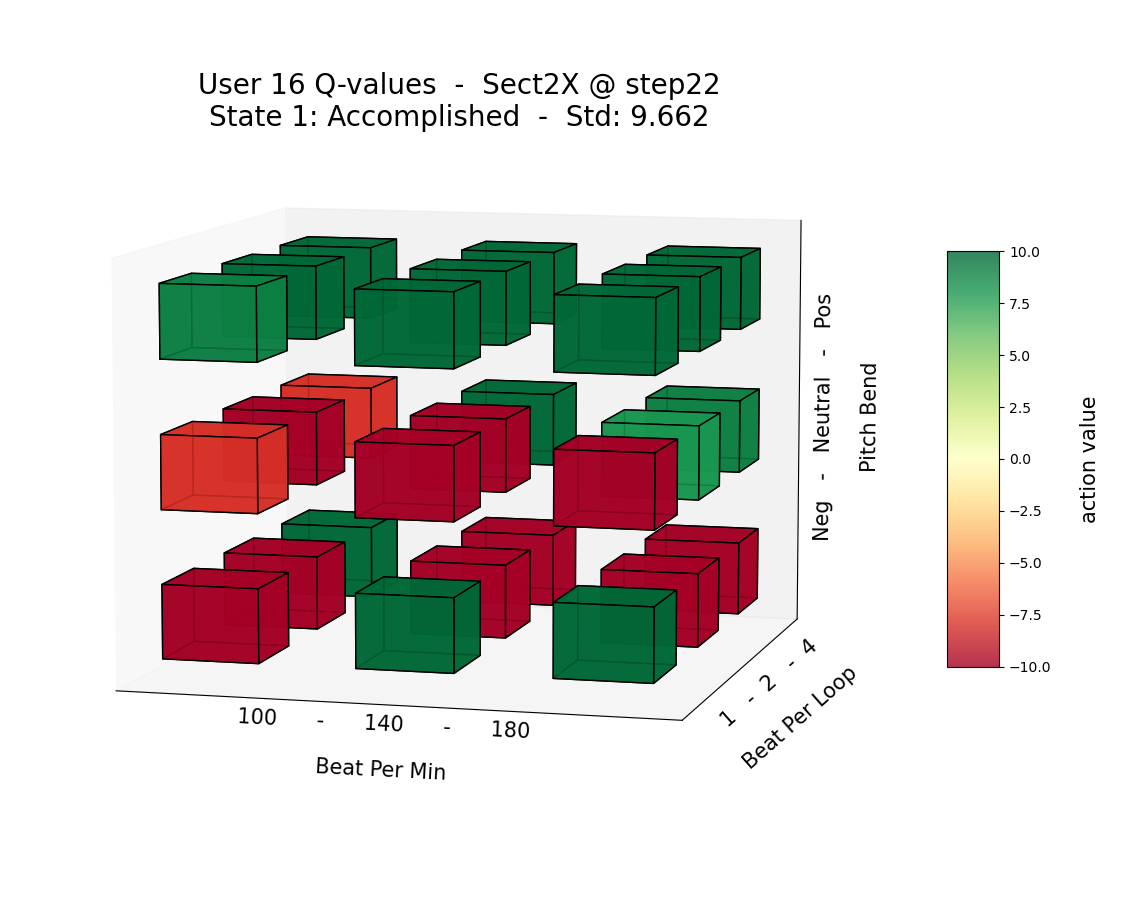 User 16 Q-values  -  Sect2X @ step22
State 1: Accomplished  -  Std: 9.662
Neg   -   Neutral   -   Pos
Pitch Bend
1  -  2  -  4
Beat Per Loop
100      -      140      -      180
Beat Per Min
10.0
7.5
5.0
2.5
0.0
−2.5
−5.0
−7.5
−10.0
action value